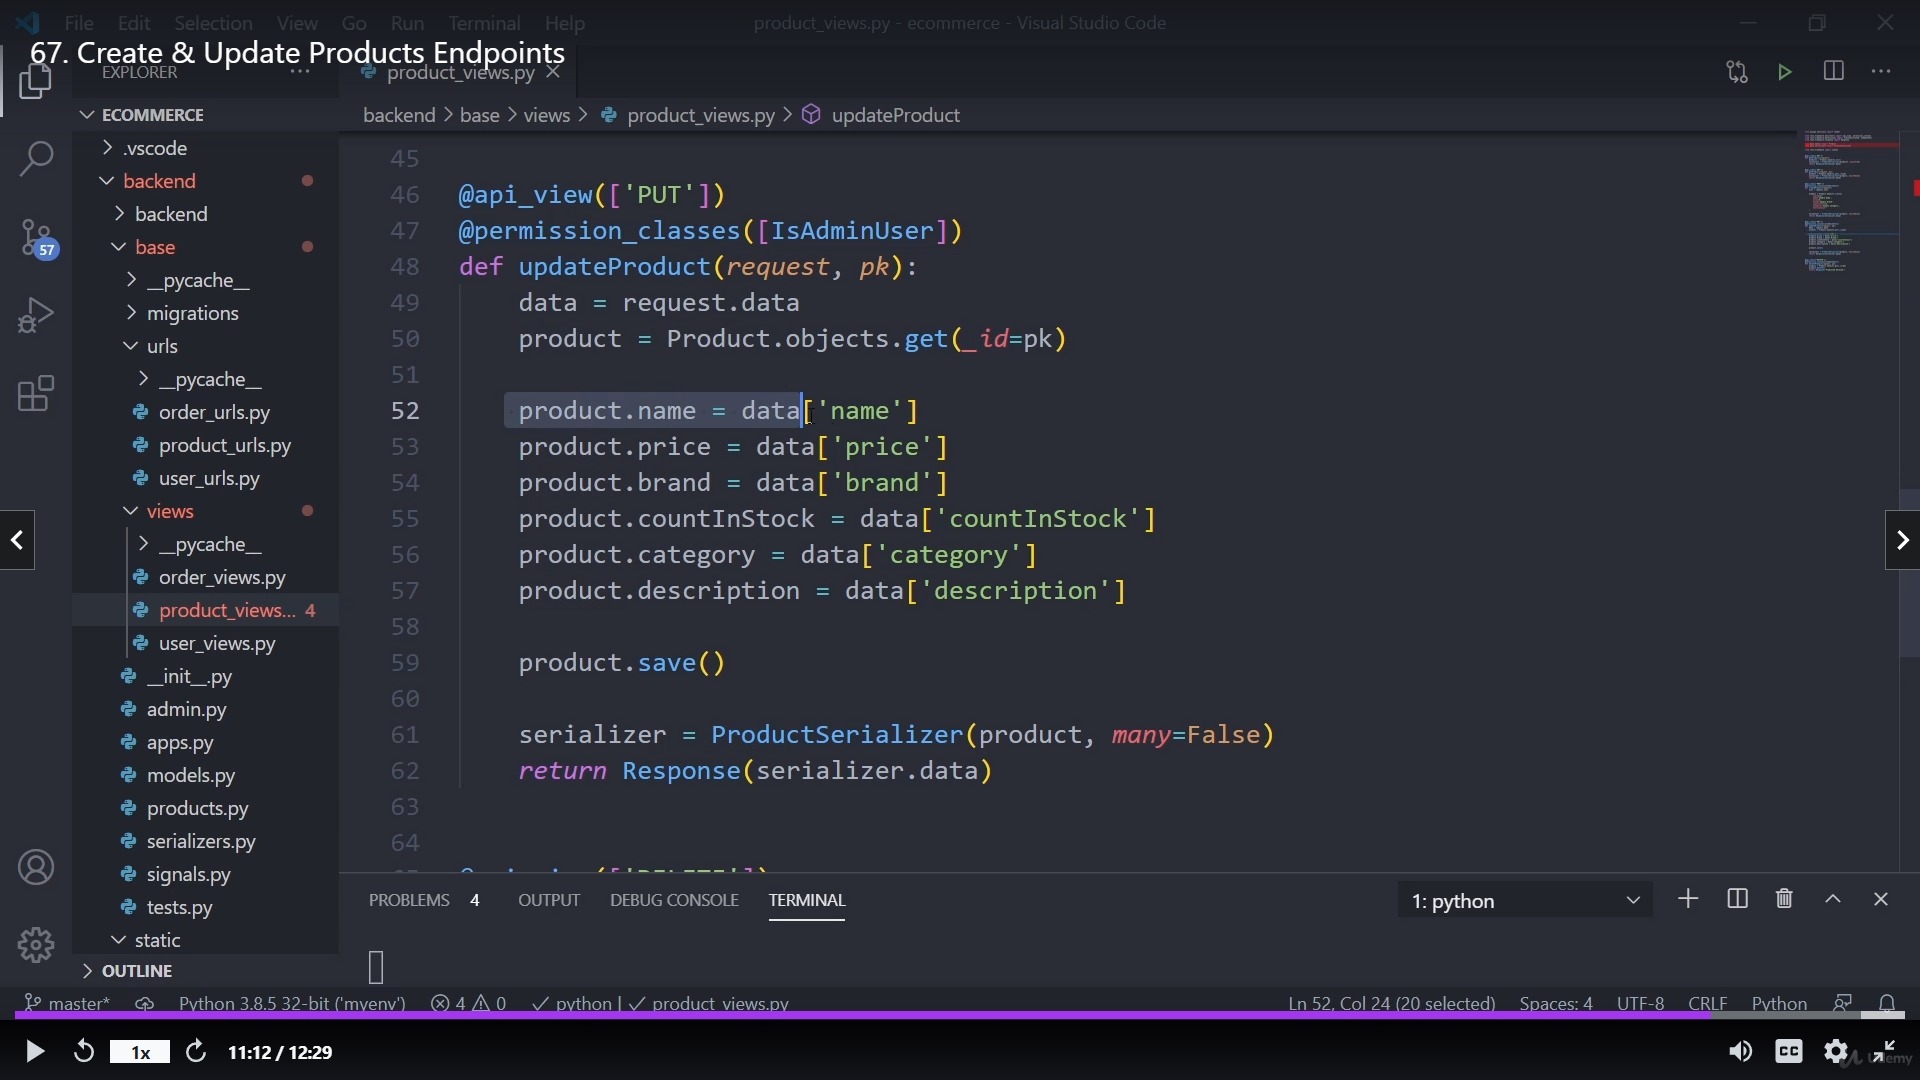 File Edit Selection View Go Run Terminal Help product_views.py - ecommerce - Visual Studio Code
67. Create & Update Products Endpoints
EXPLORER ... product_views.py
ECOMMERCE
backend > base > views > product_views.py > updateProduct
.vscode
backend
backend
base
__pycache__
migrations
urls
__pycache__
order_urls.py
product_urls.py
user_urls.py
views
__pycache__
order_views.py
product_views... 4
user_views.py
__init__.py
admin.py
apps.py
models.py
products.py
serializers.py
signals.py
tests.py
static
OUTLINE
57
45
46 @api_view(['PUT'])
47 @permission_classes([IsAdminUser])
48 def updateProduct(request, pk):
49 data = request.data
50 product = Product.objects.get(_id=pk)
51
52 product.name = data['name']
53 product.price = data['price']
54 product.brand = data['brand']
55 product.countInStock = data['countInStock']
56 product.category = data['category']
57 product.description = data['description']
58
59 product.save()
60
61 serializer = ProductSerializer(product, many=False)
62 return Response(serializer.data)
63
64
PROBLEMS 4 OUTPUT DEBUG CONSOLE TERMINAL 1: python
master* Python 3.8.5 32-bit ('myenv') 4 0 python | product_views.py Ln 52, Col 24 (20 selected) Spaces: 4 UTF-8 CRLF Python
1x 11:12 / 12:29 CC Udemy